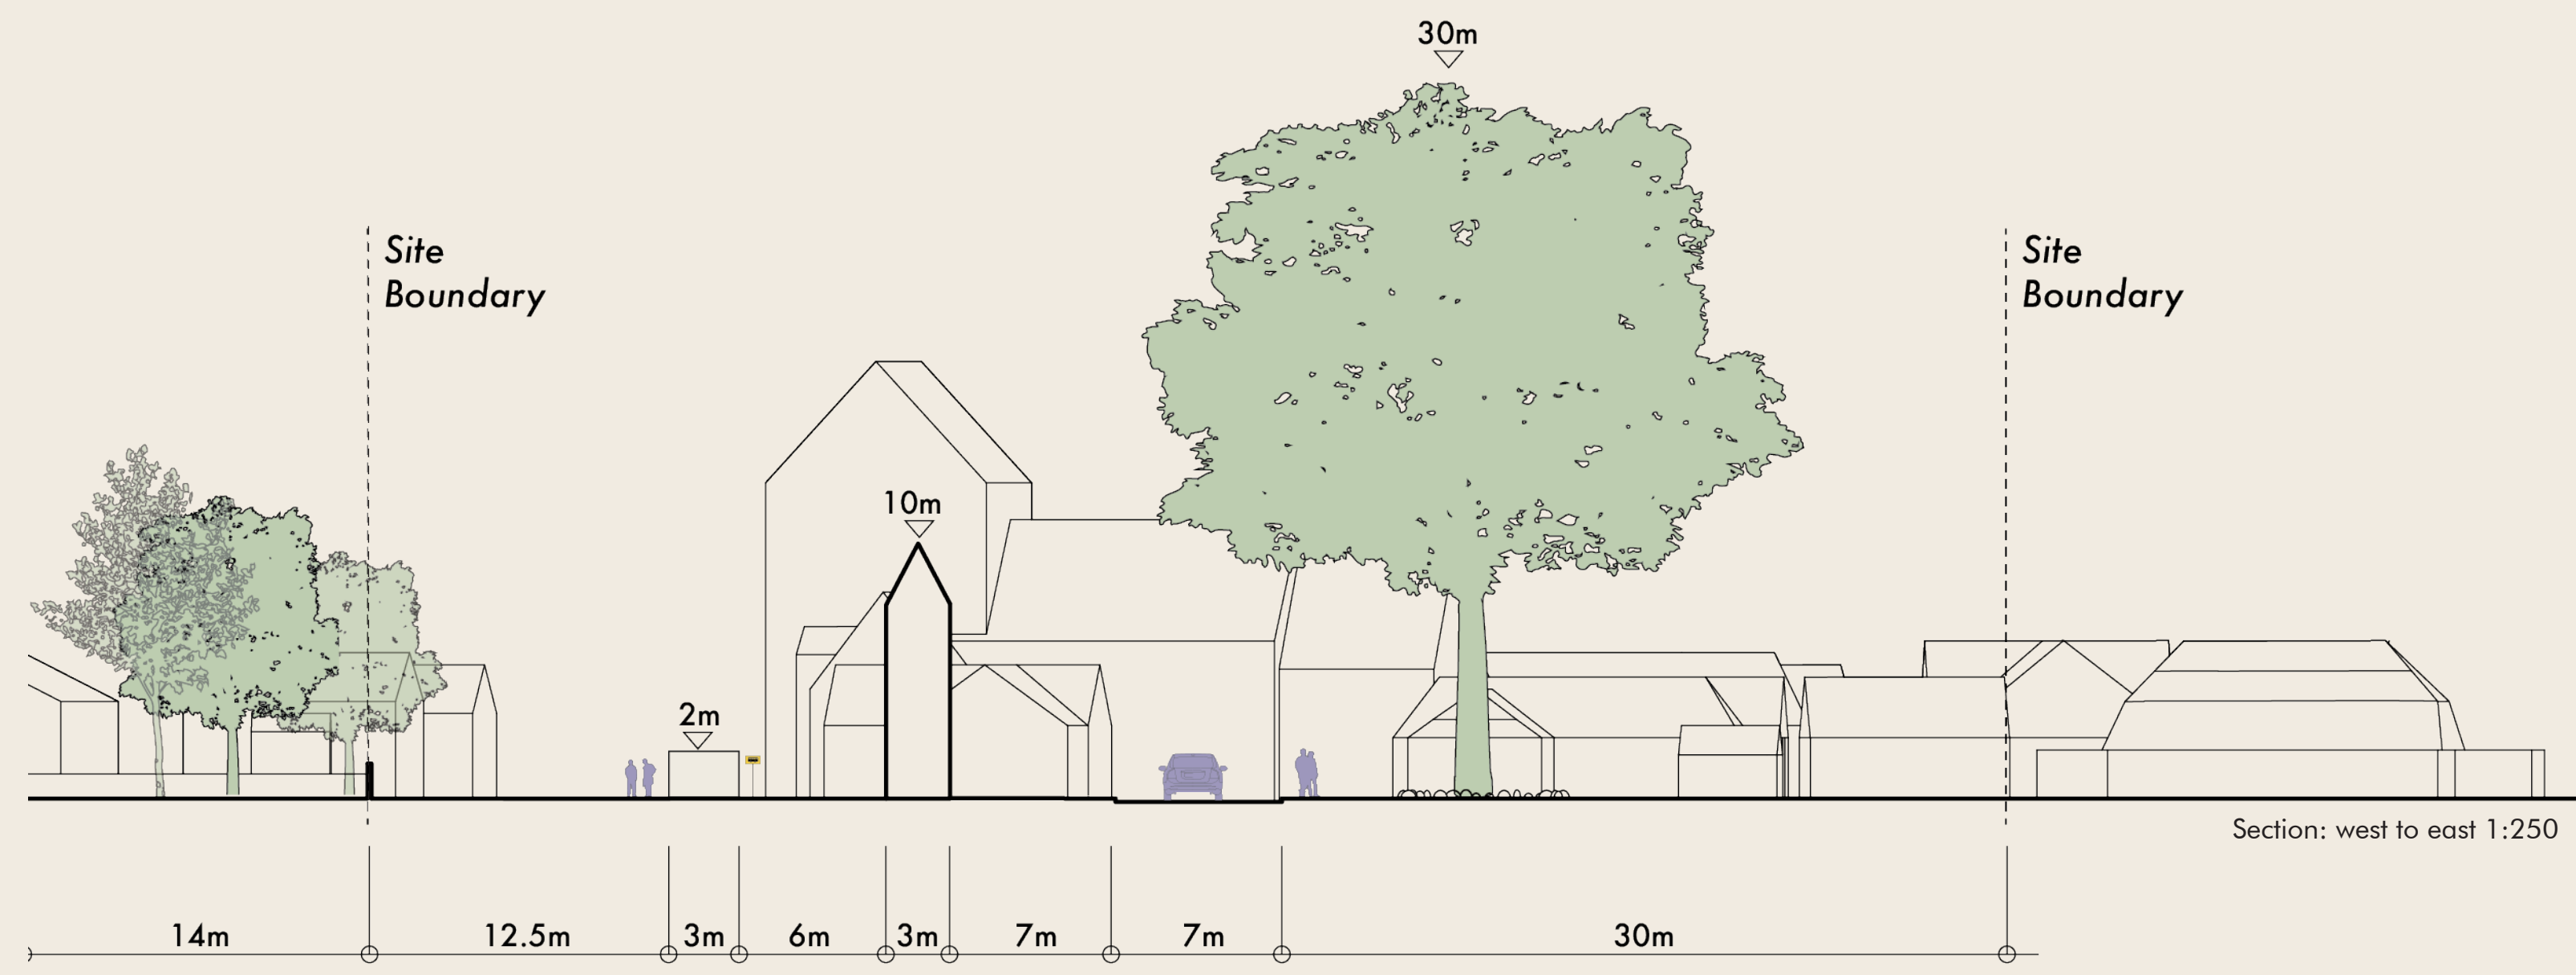 30m
Site
Boundary
Site
Boundary
10m
2m
Section: west to east 1:250
14m
12.5m
3m
6m
3m
7m
7m
30m